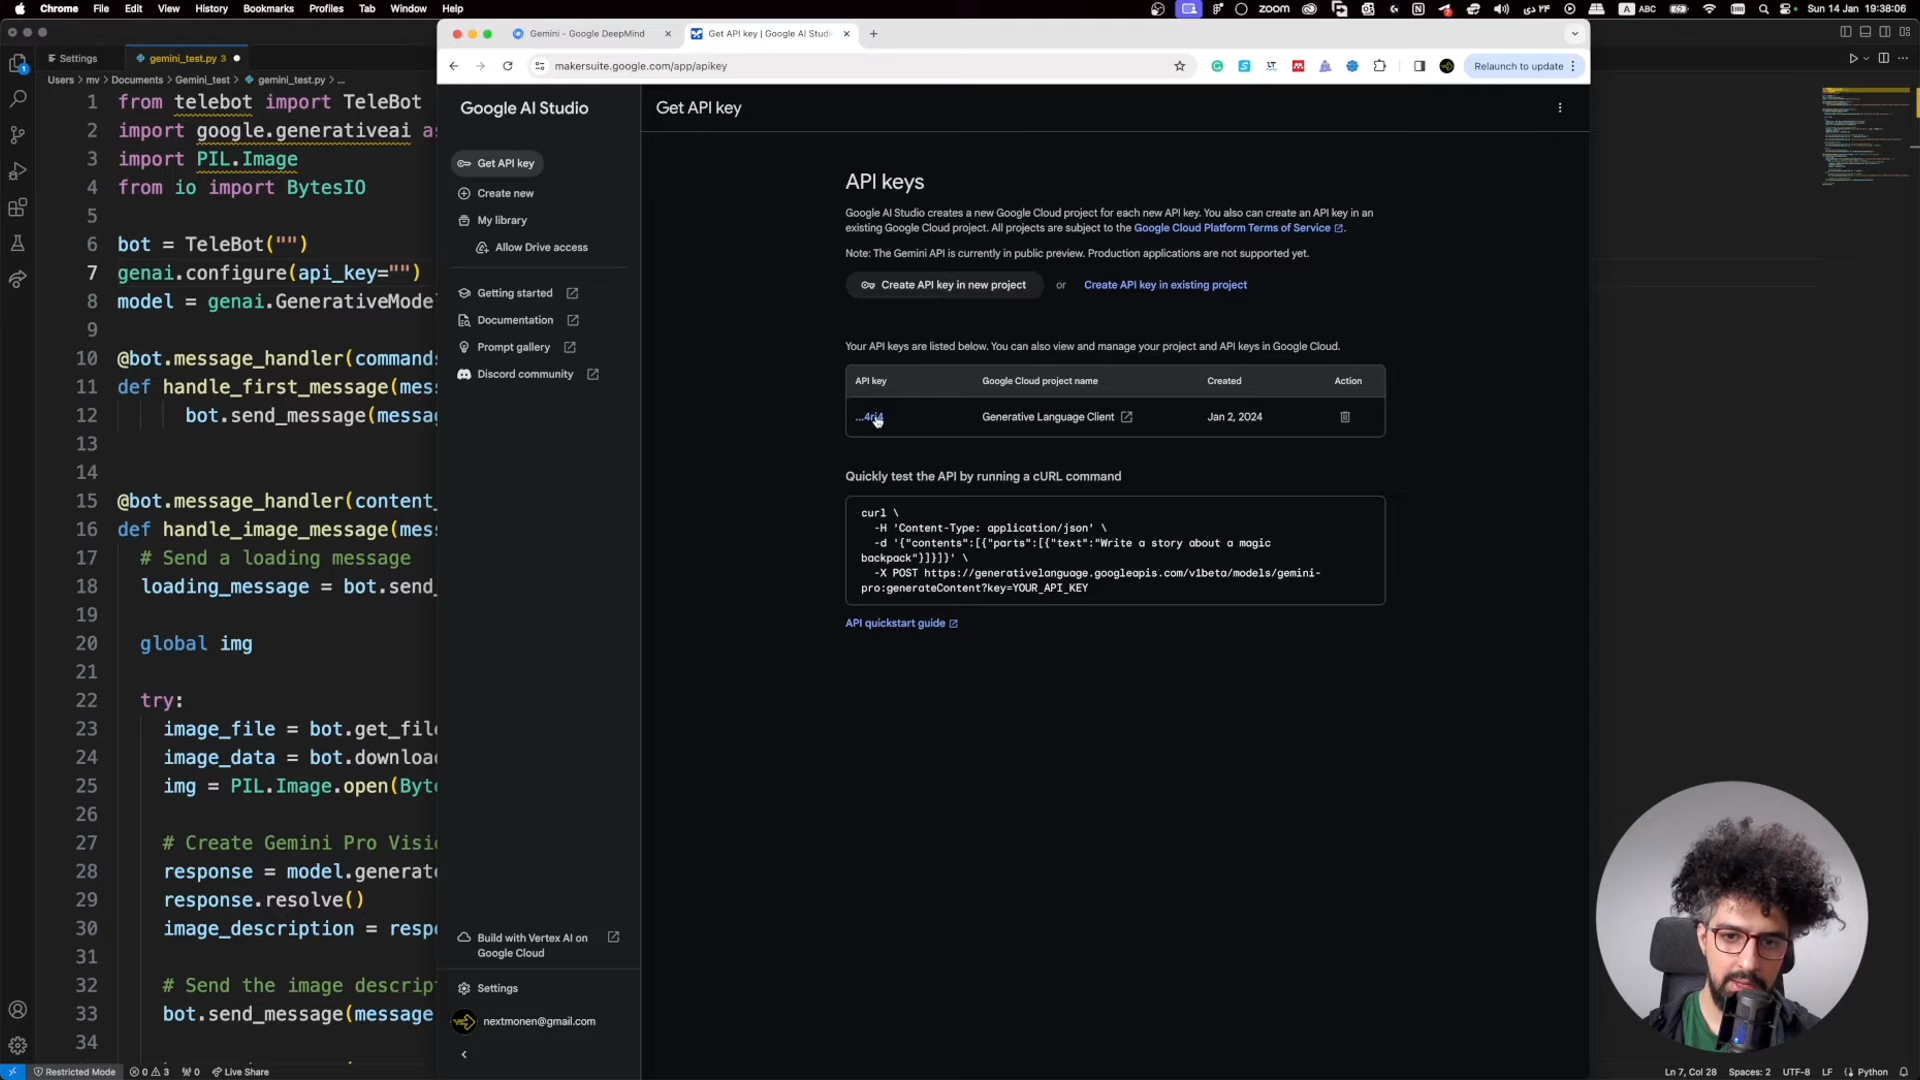 Chrome File Edit View History Bookmarks Profiles Tab Window Help
zoom
ABC
Sun 14 Jan 19:38:06
Settings
gemini_test.py 3
Users > mv > Documents > Gemini_test > gemini_test.py > ...
1 from telebot import TeleBot
2 import google.generativeai as
3 import PIL.Image
4 from io import BytesIO
5
6 bot = TeleBot("")
7 genai.configure(api_key="")
8 model = genai.GenerativeModel
9
10 @bot.message_handler(commands
11 def handle_first_message(mes
12 bot.send_message(messag
13
14
15 @bot.message_handler(content_
16 def handle_image_message(mes
17 # Send a loading message
18 loading_message = bot.send_
19
20 global img
21
22 try:
23 image_file = bot.get_file
24 image_data = bot.download
25 img = PIL.Image.open(Byte
26
27 # Create Gemini Pro Visi
28 response = model.generate
29 response.resolve()
30 image_description = respo
31
32 # Send the image descrip
33 bot.send_message(message
34
Restricted Mode
0 3
0
Live Share
Ln 7, Col 28 Spaces: 2 UTF-8 LF Python
Gemini - Google DeepMind
Get API key | Google AI Studi
makersuite.google.com/app/apikey
Relaunch to update
Google AI Studio
Get API key
Create new
My library
Allow Drive access
Getting started
Documentation
Prompt gallery
Discord community
Build with Vertex AI on
Google Cloud
Settings
nextmonen@gmail.com
Get API key
API keys
Google AI Studio creates a new Google Cloud project for each new API key. You also can create an API key in an
existing Google Cloud project. All projects are subject to the Google Cloud Platform Terms of Service.
Note: The Gemini API is currently in public preview. Production applications are not supported yet.
Create API key in new project or Create API key in existing project
Your API keys are listed below. You can also view and manage your project and API keys in Google Cloud.
API key Google Cloud project name Created Action
Generative Language Client Jan 2, 2024
Quickly test the API by running a cURL command
curl \
-H 'Content-Type: application/json' \
-d '{"contents":[{"parts":[{"text":"Write a story about a magic
backpack"}]}]}' \
-X POST https://generativelanguage.googleapis.com/v1beta/models/gemini-
pro:generateContent?key=YOUR_API_KEY
API quickstart guide